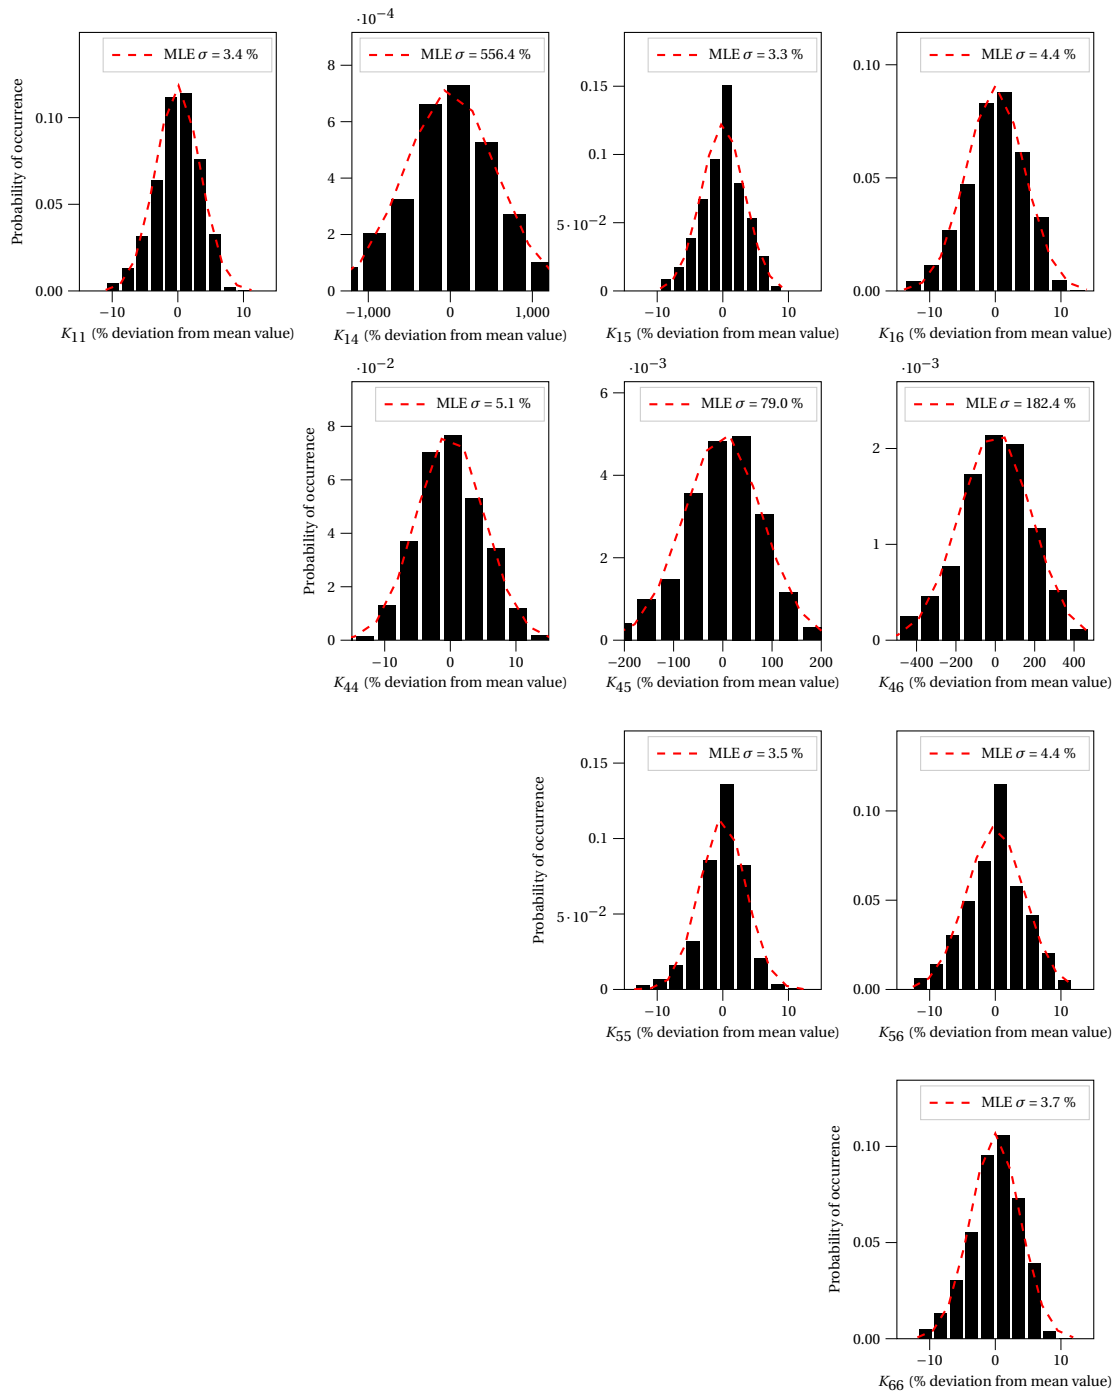 ·10⁻⁴
MLE σ = 3.4 %
MLE σ = 556.4 %
MLE σ = 3.3 %
MLE σ = 4.4 %
Probability of occurrence
0.10
0.05
0.00
8
6
4
2
0
0.15
0.1
5·10⁻²
0
0.10
0.05
0.00
−10 0 10
−1,000 0 1,000
−10 0 10
−10 0 10
K11 (% deviation from mean value)
K14 (% deviation from mean value)
K15 (% deviation from mean value)
K16 (% deviation from mean value)
·10⁻²
·10⁻³
·10⁻³
MLE σ = 5.1 %
MLE σ = 79.0 %
MLE σ = 182.4 %
Probability of occurrence
8
6
4
2
0
6
4
2
0
2
1
0
−10 0 10
−200 −100 0 100 200
−400 −200 0 200 400
K44 (% deviation from mean value)
K45 (% deviation from mean value)
K46 (% deviation from mean value)
MLE σ = 3.5 %
MLE σ = 4.4 %
Probability of occurrence
0.15
0.1
5·10⁻²
0
0.10
0.05
0.00
−10 0 10
−10 0 10
K55 (% deviation from mean value)
K56 (% deviation from mean value)
MLE σ = 3.7 %
Probability of occurrence
0.10
0.05
0.00
−10 0 10
K66 (% deviation from mean value)